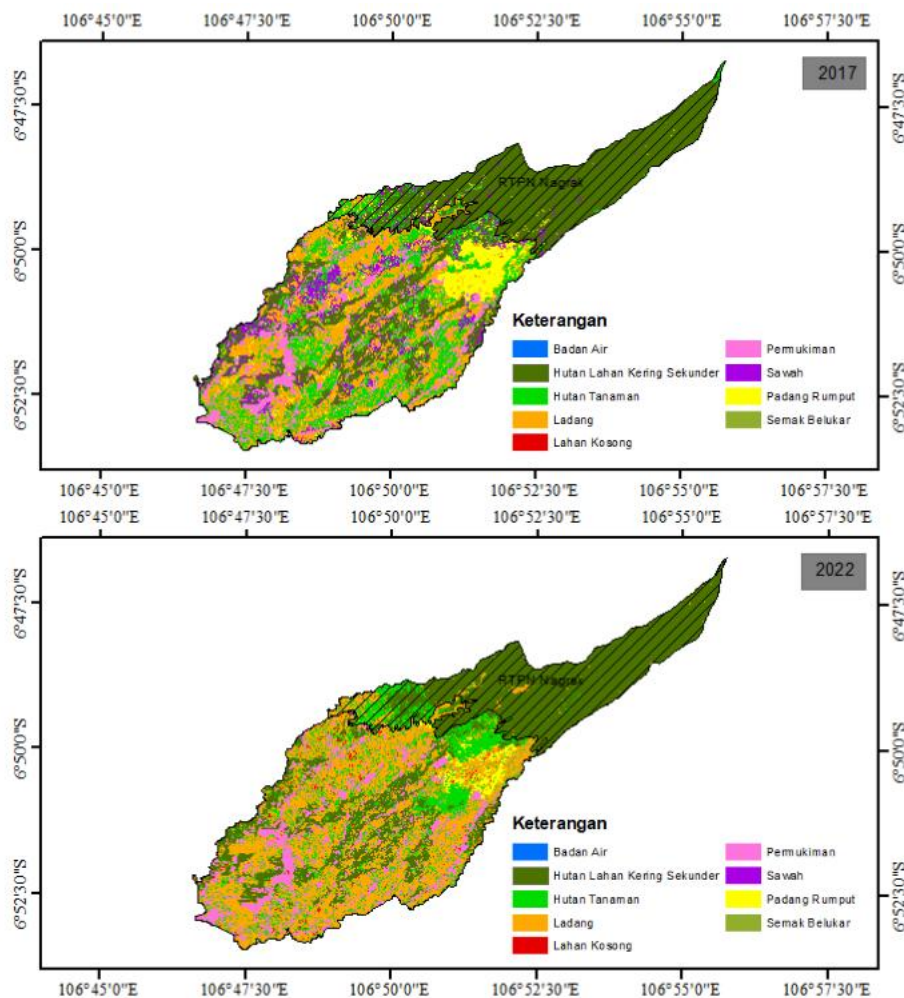 106°45'0"E 106°47'30"E 106°50'0"E 106°52'30"E 106°55'0"E 106°57'30"E
2017
6°47'30"S 6°47'30"S
RTPN Nagrak
6°50'0"S 6°50'0"S
Keterangan
Badan Air Permukiman
Hutan Lahan Kering Sekunder Sawah
Hutan Tanaman Padang Rumput
Ladang Semak Belukar
Lahan Kosong
6°52'30"S 6°52'30"S
106°45'0"E 106°47'30"E 106°50'0"E 106°52'30"E 106°55'0"E 106°57'30"E
106°45'0"E 106°47'30"E 106°50'0"E 106°52'30"E 106°55'0"E 106°57'30"E
2022
6°47'30"S 6°47'30"S
RTPN Nagrak
6°50'0"S 6°50'0"S
Keterangan
Badan Air Permukiman
Hutan Lahan Kering Sekunder Sawah
Hutan Tanaman Padang Rumput
Ladang Semak Belukar
Lahan Kosong
6°52'30"S 6°52'30"S
106°45'0"E 106°47'30"E 106°50'0"E 106°52'30"E 106°55'0"E 106°57'30"E